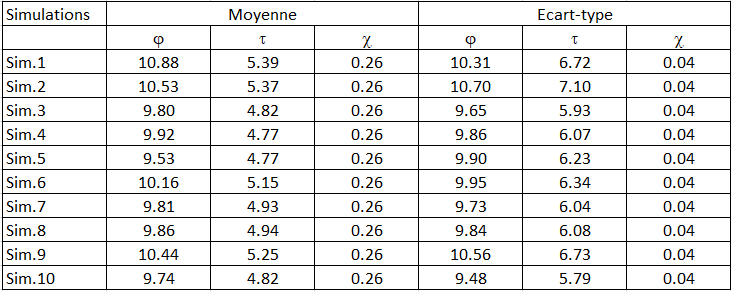 Simulations Moyenne Ecart-type
φ τ χ φ τ χ
Sim.1 10.88 5.39 0.26 10.31 6.72 0.04
Sim.2 10.53 5.37 0.26 10.70 7.10 0.04
Sim.3 9.80 4.82 0.26 9.65 5.93 0.04
Sim.4 9.92 4.77 0.26 9.86 6.07 0.04
Sim.5 9.53 4.77 0.26 9.90 6.23 0.04
Sim.6 10.16 5.15 0.26 9.95 6.34 0.04
Sim.7 9.81 4.93 0.26 9.73 6.04 0.04
Sim.8 9.86 4.94 0.26 9.84 6.08 0.04
Sim.9 10.44 5.25 0.26 10.56 6.73 0.04
Sim.10 9.74 4.82 0.26 9.48 5.79 0.04